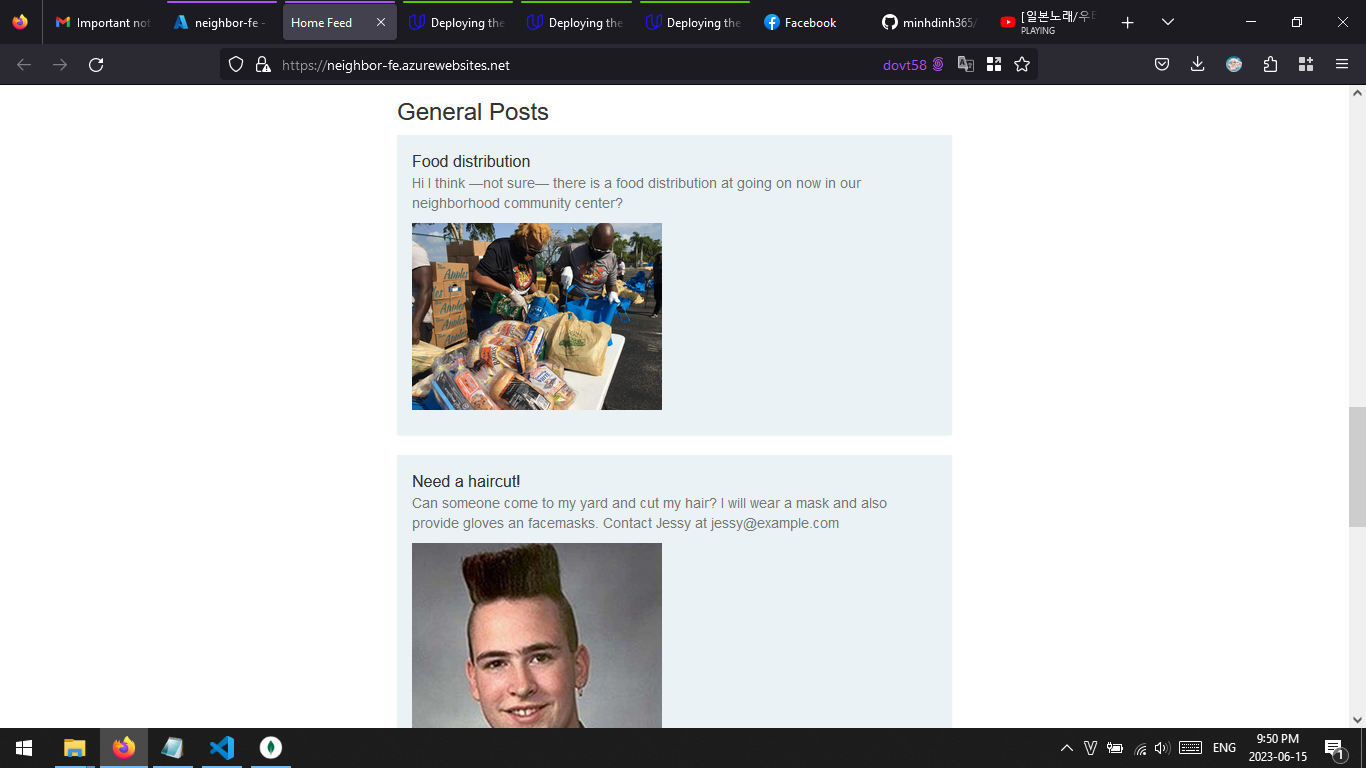 Important not
neighbor-fe -
Home Feed
Deploying the
Deploying the
Deploying the
Facebook
minhdinh365/
[일본노래/우타
PLAYING
https://neighbor-fe.azurewebsites.net
dovt58
General Posts
Food distribution
Hi I think —not sure— there is a food distribution at going on now in our
neighborhood community center?
Apples
Apples
Need a haircut!
Can someone come to my yard and cut my hair? I will wear a mask and also
provide gloves an facemasks. Contact Jessy at jessy@example.com
ENG
9:50 PM
2023-06-15
1